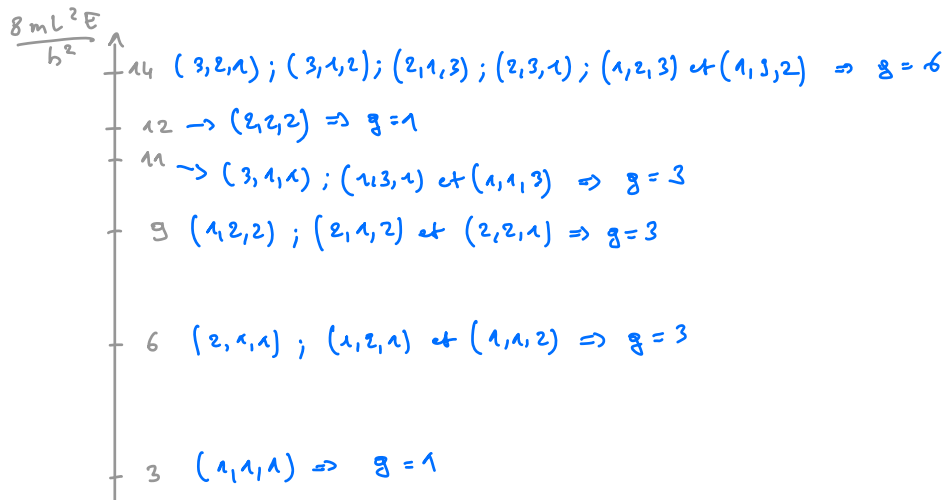 8mL²E
h²
14 (3,2,1) ; (3,1,2) ; (2,1,3) ; (2,3,1) ; (1,2,3) et (1,3,2) ⇒ g = 6
12 → (2,2,2) ⇒ g = 1
11 → (3,1,1) ; (1,3,1) et (1,1,3) ⇒ g = 3
9 (1,2,2) ; (2,1,2) et (2,2,1) ⇒ g = 3
6 (2,1,1) ; (1,2,1) et (1,1,2) ⇒ g = 3
3 (1,1,1) ⇒ g = 1